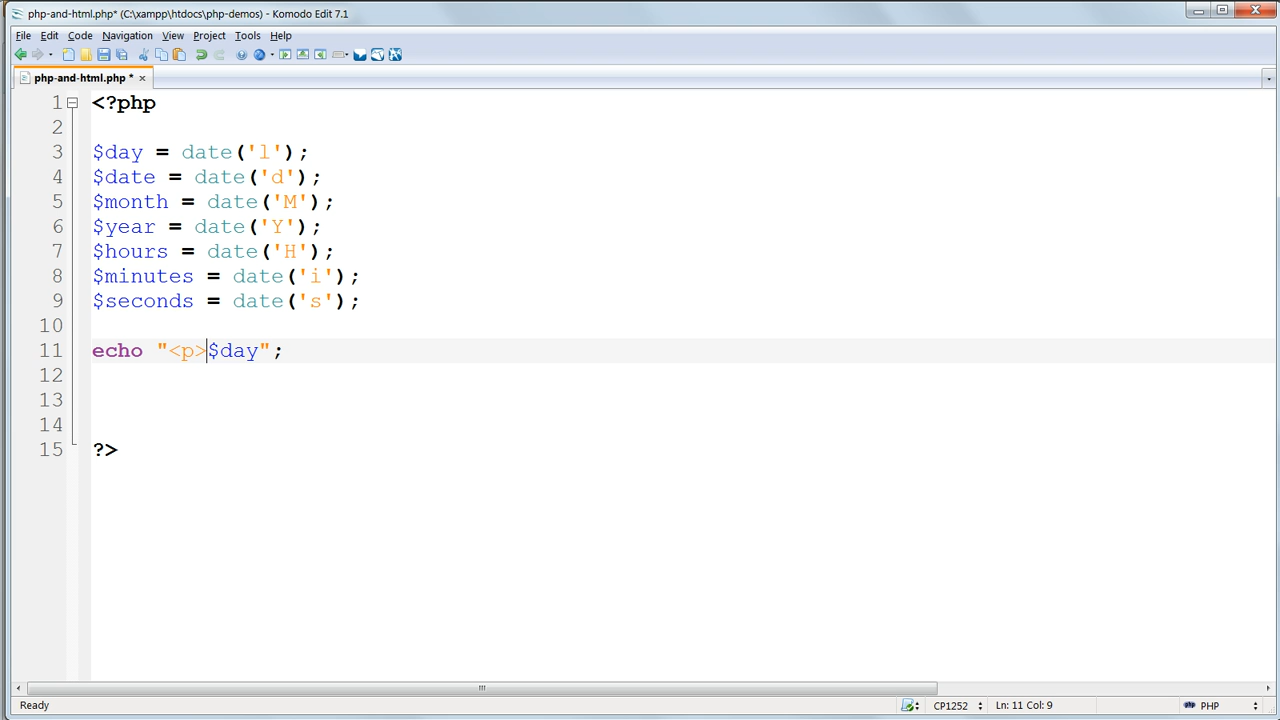 php-and-html.php* (C:\xampp\htdocs\php-demos) - Komodo Edit 7.1
File Edit Code Navigation View Project Tools Help
php-and-html.php *
1 <?php
2
3 $day = date('l');
4 $date = date('d');
5 $month = date('M');
6 $year = date('Y');
7 $hours = date('H');
8 $minutes = date('i');
9 $seconds = date('s');
10
11 echo "<p>$day";
12
13
14
15 ?>
Ready CP1252 Ln: 11 Col: 9 PHP